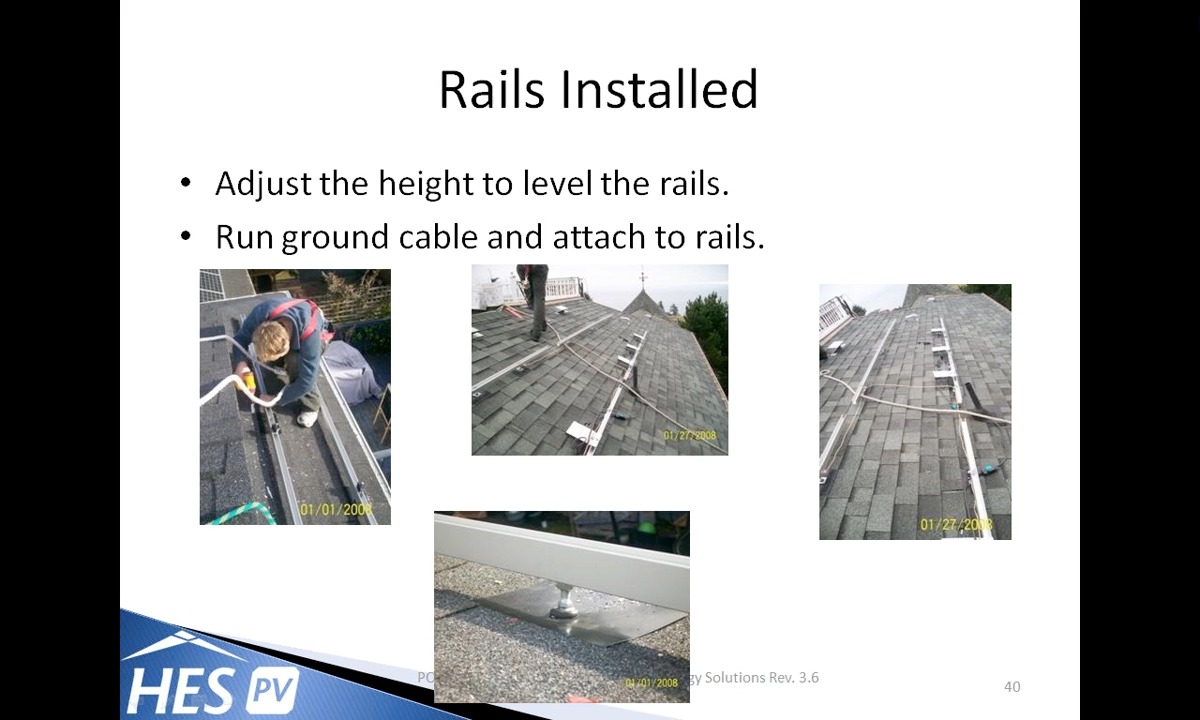 Rails Installed
• Adjust the height to level the rails.
• Run ground cable and attach to rails.
01/01/2008
01/27/2008
01/27/2008
01/01/2008
HES PV
Solutions Rev. 3.6
40